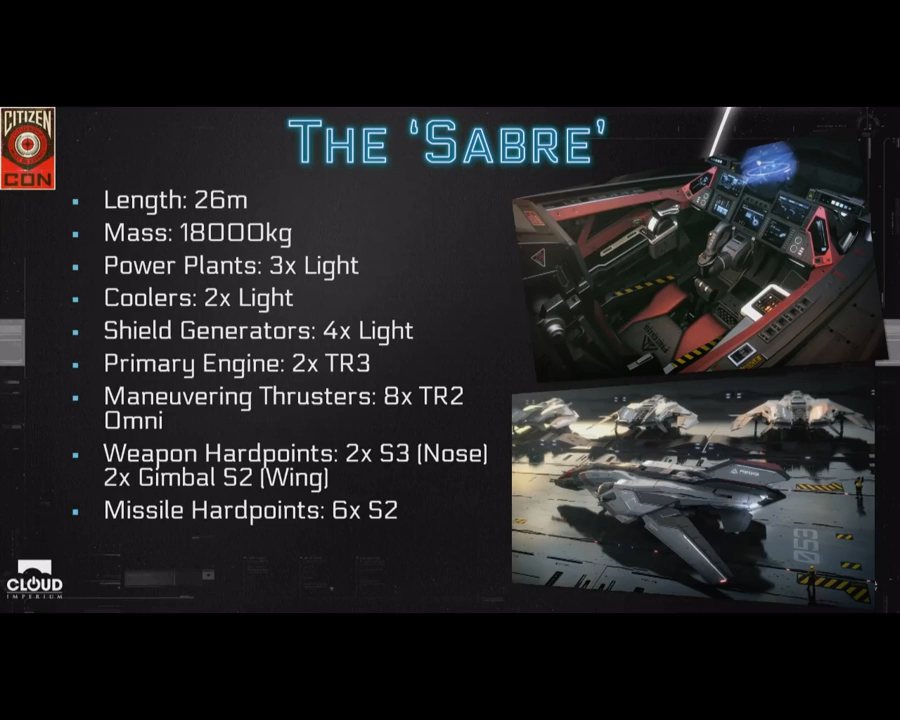 CITIZEN
CON
THE 'SABRE'
▪ Length: 26m
▪ Mass: 18000kg
▪ Power Plants: 3x Light
▪ Coolers: 2x Light
▪ Shield Generators: 4x Light
▪ Primary Engine: 2x TR3
▪ Maneuvering Thrusters: 8x TR2
Omni
▪ Weapon Hardpoints: 2x S3 (Nose)
2x Gimbal S2 (Wing)
▪ Missile Hardpoints: 6x S2
053
CLOUD
IMPERIUM